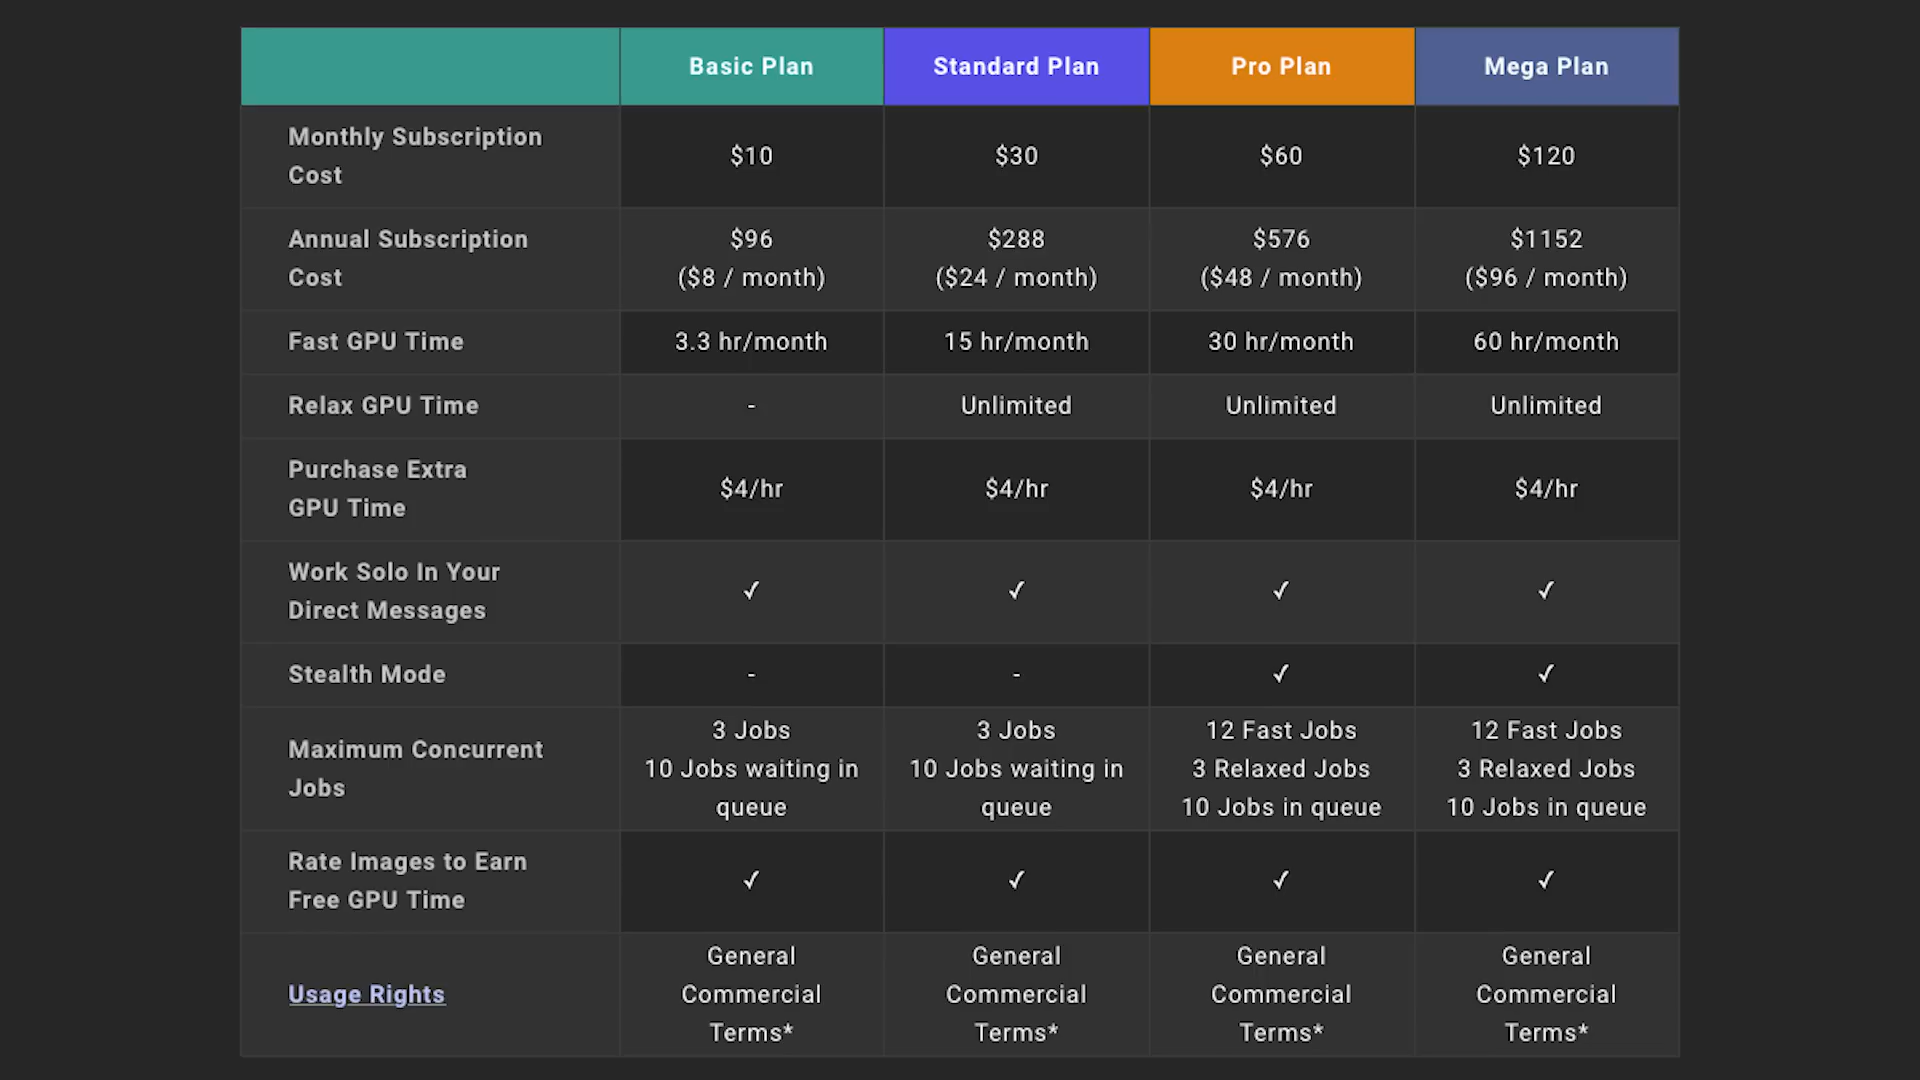 Basic Plan
Standard Plan
Pro Plan
Mega Plan
Monthly Subscription
Cost
$10
$30
$60
$120
Annual Subscription
Cost
$96
($8 / month)
$288
($24 / month)
$576
($48 / month)
$1152
($96 / month)
Fast GPU Time
3.3 hr/month
15 hr/month
30 hr/month
60 hr/month
Relax GPU Time
-
Unlimited
Unlimited
Unlimited
Purchase Extra
GPU Time
$4/hr
$4/hr
$4/hr
$4/hr
Work Solo In Your
Direct Messages
✓
✓
✓
✓
Stealth Mode
-
-
✓
✓
Maximum Concurrent
Jobs
3 Jobs
10 Jobs waiting in
queue
3 Jobs
10 Jobs waiting in
queue
12 Fast Jobs
3 Relaxed Jobs
10 Jobs in queue
12 Fast Jobs
3 Relaxed Jobs
10 Jobs in queue
Rate Images to Earn
Free GPU Time
✓
✓
✓
✓
Usage Rights
General
Commercial
Terms*
General
Commercial
Terms*
General
Commercial
Terms*
General
Commercial
Terms*